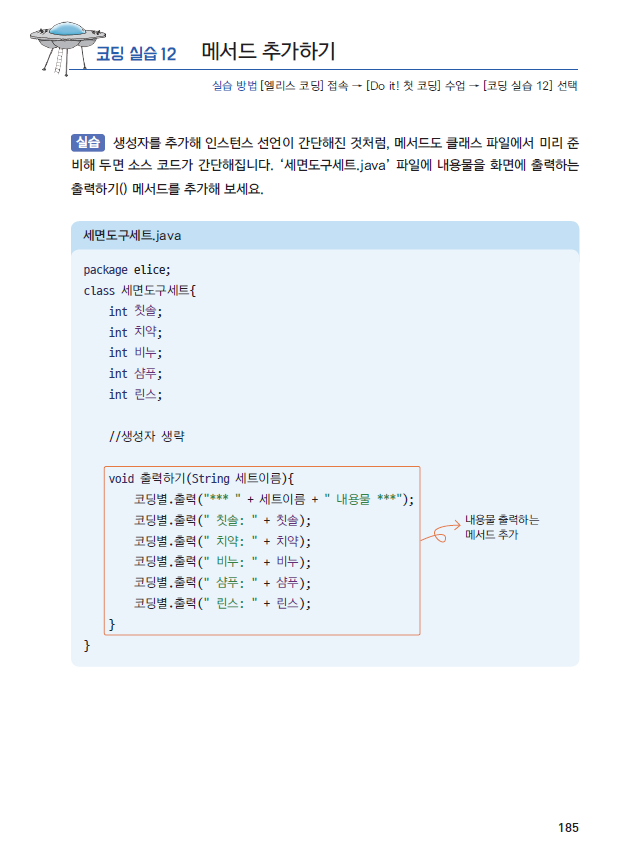 코딩 실습 12 메서드 추가하기
실습 방법 [엘리스 코딩] 접속 → [Do it! 첫 코딩] 수업 → [코딩 실습 12] 선택
실습 생성자를 추가해 인스턴스 선언이 간단해진 것처럼, 메서드도 클래스 파일에서 미리 준
비해 두면 소스 코드가 간단해집니다. ‘세면도구세트.java’ 파일에 내용물을 화면에 출력하는
출력하기() 메서드를 추가해 보세요.
세면도구세트.java
package elice;
class 세면도구세트{
    int 칫솔;
    int 치약;
    int 비누;
    int 샴푸;
    int 린스;
    //생성자 생략
    void 출력하기(String 세트이름){
        코딩별.출력("*** " + 세트이름 + " 내용물 ***");
        코딩별.출력(" 칫솔: " + 칫솔);
        코딩별.출력(" 치약: " + 치약);
        코딩별.출력(" 비누: " + 비누);
        코딩별.출력(" 샴푸: " + 샴푸);
        코딩별.출력(" 린스: " + 린스);
    }
}
내용물 출력하는
메서드 추가
185